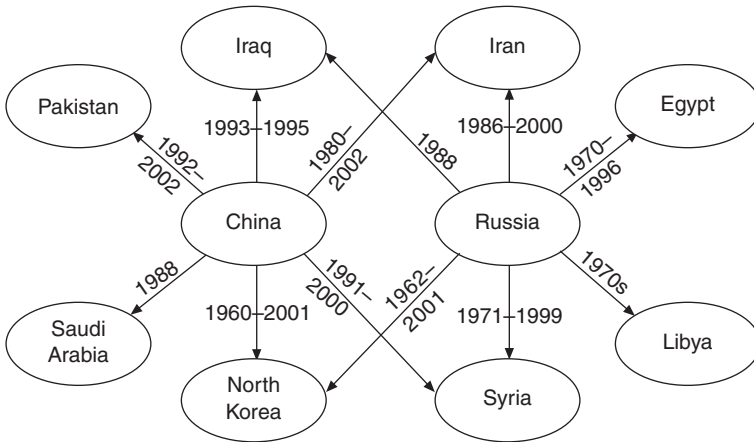 Iraq
Iran
Pakistan
Egypt
1993–1995
1986–2000
1992–
2002
1980–
2002
1988
1970–
1996
China
Russia
1988
1960–2001
1991–
2000
1962–
2001
1971–1999
1970s
Saudi
Arabia
Libya
North
Korea
Syria